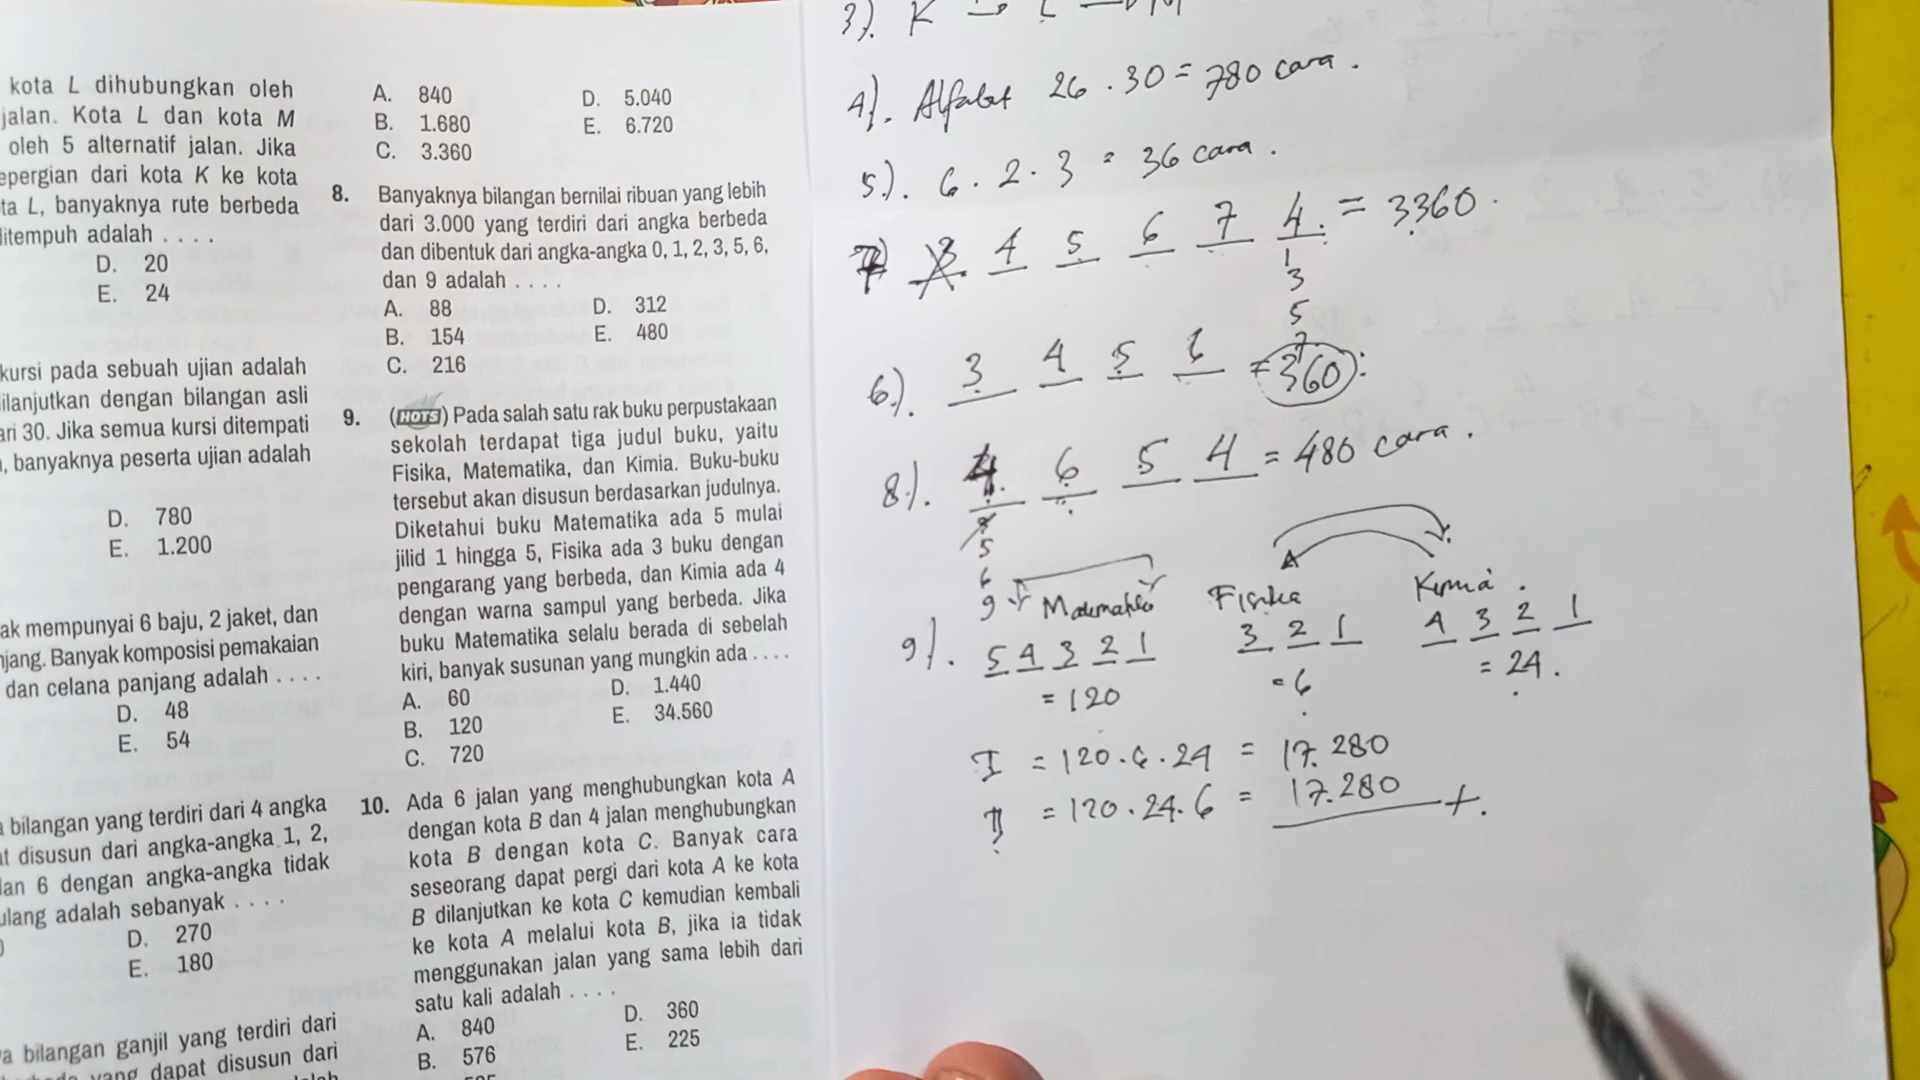 kota L dihubungkan oleh
jalan. Kota L dan kota M
oleh 5 alternatif jalan. Jika
epergian dari kota K ke kota
ta L, banyaknya rute berbeda
ditempuh adalah . . . .
D. 20
E. 24
kursi pada sebuah ujian adalah
ilanjutkan dengan bilangan asli
ari 30. Jika semua kursi ditempati
, banyaknya peserta ujian adalah
D. 780
E. 1.200
ak mempunyai 6 baju, 2 jaket, dan
njang. Banyak komposisi pemakaian
dan celana panjang adalah . . . .
D. 48
E. 54
a bilangan yang terdiri dari 4 angka
at disusun dari angka-angka 1, 2,
dan 6 dengan angka-angka tidak
ulang adalah sebanyak . . . .
D. 270
E. 180
a bilangan ganjil yang terdiri dari
yang dapat disusun dari
A. 840 D. 5.040
B. 1.680 E. 6.720
C. 3.360
8. Banyaknya bilangan bernilai ribuan yang lebih
dari 3.000 yang terdiri dari angka berbeda
dan dibentuk dari angka-angka 0, 1, 2, 3, 5, 6,
dan 9 adalah . . . .
A. 88 D. 312
B. 154 E. 480
C. 216
9. (HOTS) Pada salah satu rak buku perpustakaan
sekolah terdapat tiga judul buku, yaitu
Fisika, Matematika, dan Kimia. Buku-buku
tersebut akan disusun berdasarkan judulnya.
Diketahui buku Matematika ada 5 mulai
jilid 1 hingga 5, Fisika ada 3 buku dengan
pengarang yang berbeda, dan Kimia ada 4
dengan warna sampul yang berbeda. Jika
buku Matematika selalu berada di sebelah
kiri, banyak susunan yang mungkin ada . . . .
A. 60 D. 1.440
B. 120 E. 34.560
C. 720
10. Ada 6 jalan yang menghubungkan kota A
dengan kota B dan 4 jalan menghubungkan
kota B dengan kota C. Banyak cara
seseorang dapat pergi dari kota A ke kota
B dilanjutkan ke kota C kemudian kembali
ke kota A melalui kota B, jika ia tidak
menggunakan jalan yang sama lebih dari
satu kali adalah . . . .
A. 840 D. 360
B. 576 E. 225
3). K → L → M
4). Alfabet 26 . 30 = 780 cara .
5). 6 . 2 . 3 = 36 cara .
7) 4 5 6 7 4 = 3360 .
1
3
5
7
6). 3 4 5 6 = 360
8). 4 6 5 4 = 480 cara .
5
6
9
Matematika Fisika Kimia .
9). 5 4 3 2 1 3 2 1 4 3 2 1
= 120 = 6 = 24 .
I = 120 . 6 . 24 = 17.280
II = 120 . 24 . 6 = 17.280 +